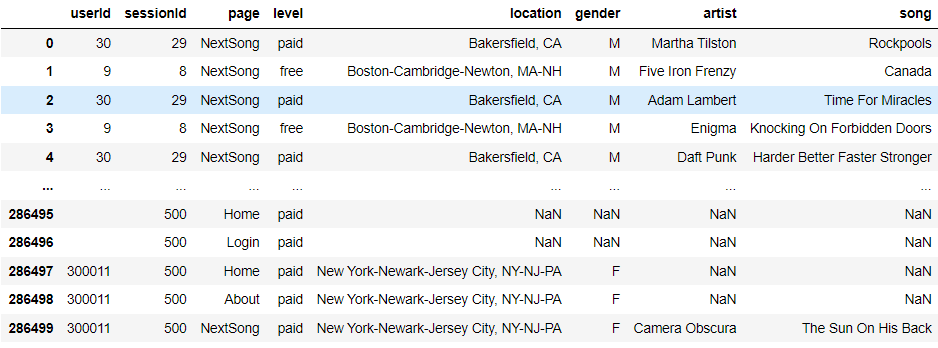 userId sessionId page level location gender artist song
0 30 29 NextSong paid Bakersfield, CA M Martha Tilston Rockpools
1 9 8 NextSong free Boston-Cambridge-Newton, MA-NH M Five Iron Frenzy Canada
2 30 29 NextSong paid Bakersfield, CA M Adam Lambert Time For Miracles
3 9 8 NextSong free Boston-Cambridge-Newton, MA-NH M Enigma Knocking On Forbidden Doors
4 30 29 NextSong paid Bakersfield, CA M Daft Punk Harder Better Faster Stronger
... ... ... ... ... ... ... ... ...
286495 500 Home paid NaN NaN NaN NaN
286496 500 Login paid NaN NaN NaN NaN
286497 300011 500 Home paid New York-Newark-Jersey City, NY-NJ-PA F NaN NaN
286498 300011 500 About paid New York-Newark-Jersey City, NY-NJ-PA F NaN NaN
286499 300011 500 NextSong paid New York-Newark-Jersey City, NY-NJ-PA F Camera Obscura The Sun On His Back